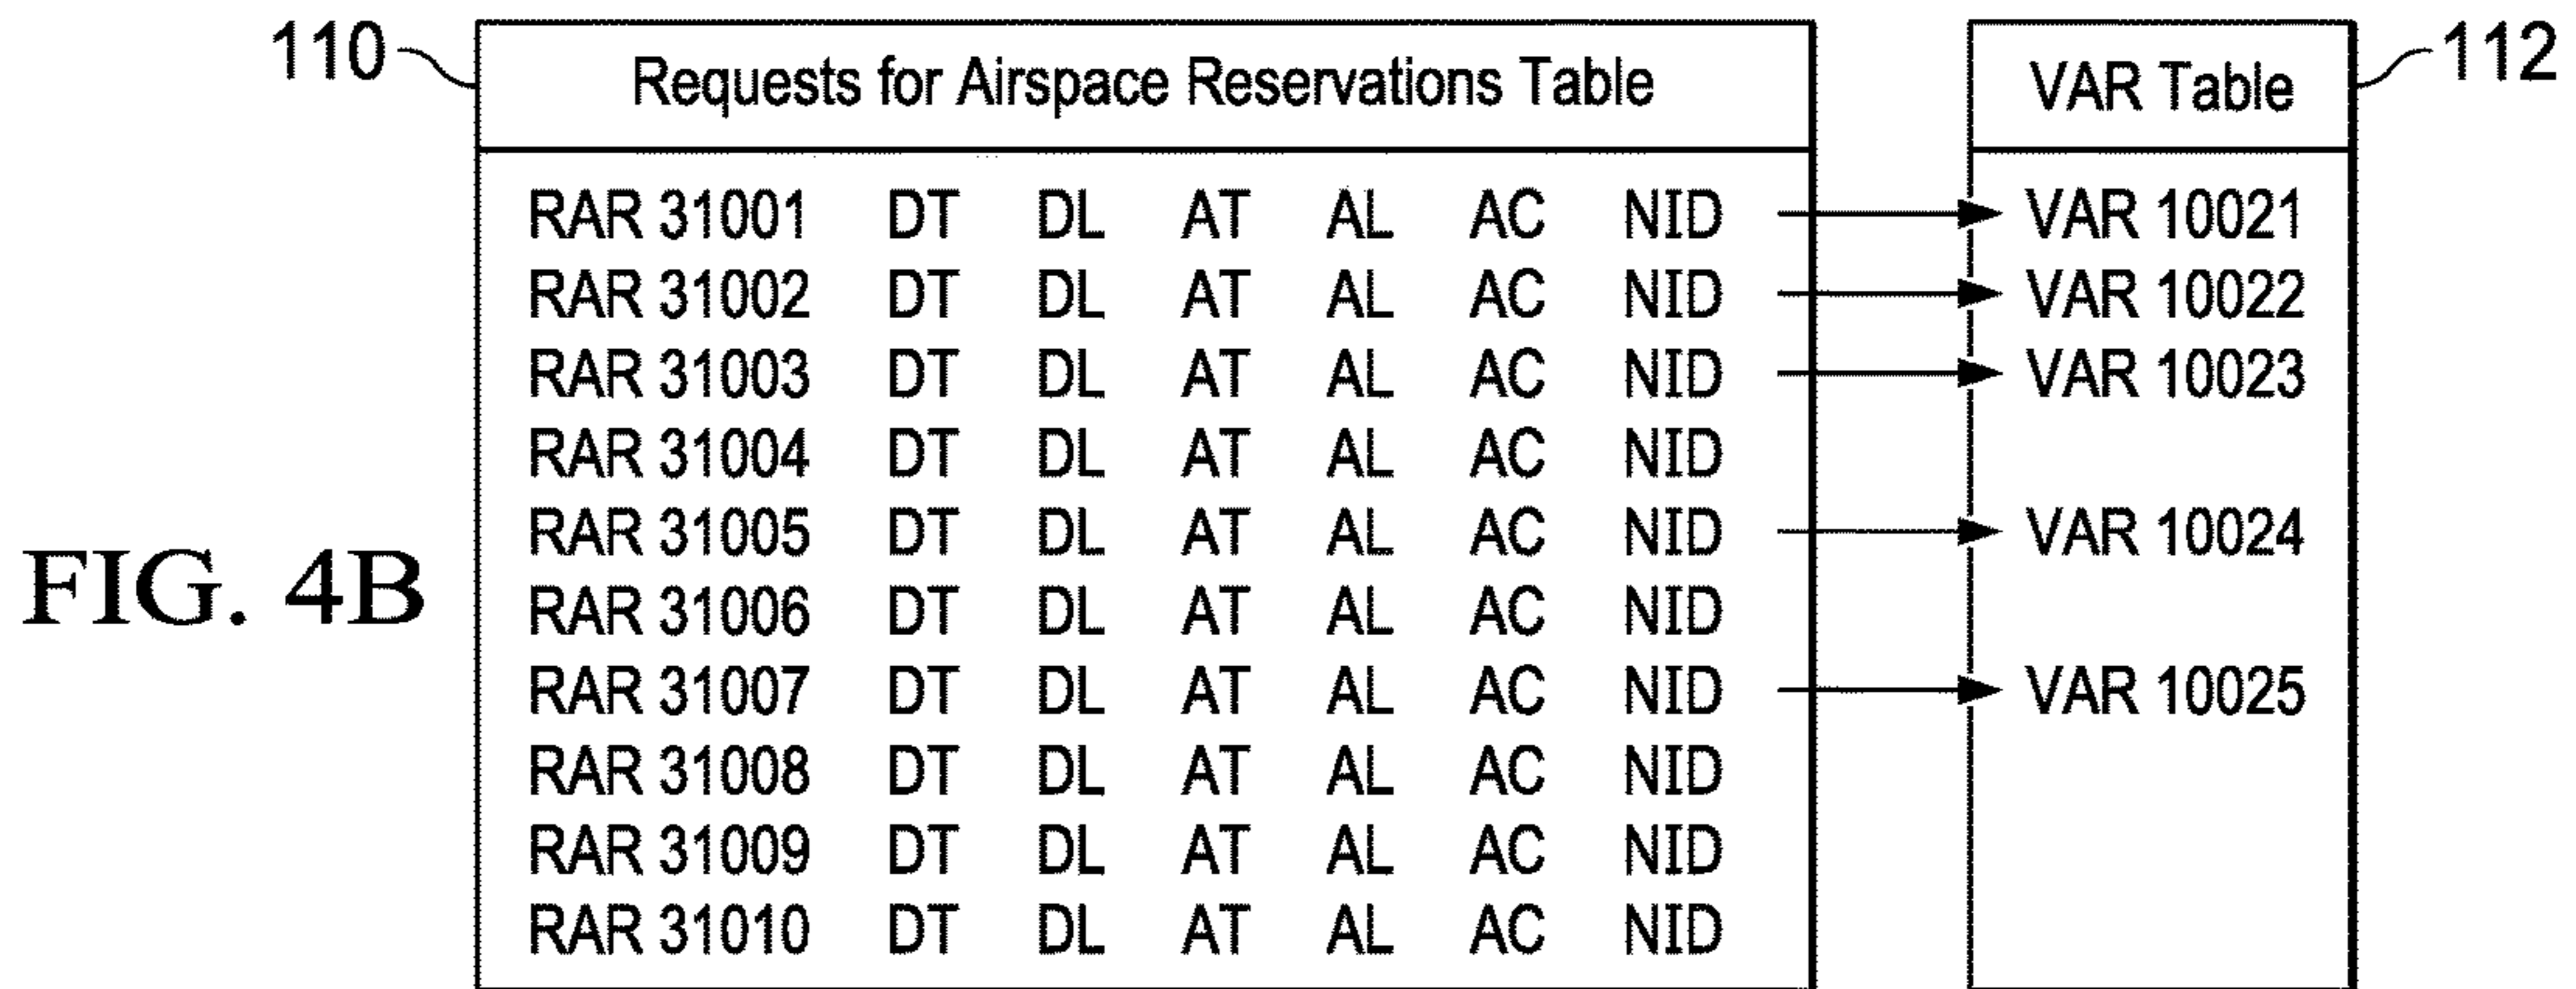 110 Requests for Airspace Reservations Table VAR Table 112
RAR 31001 DT DL AT AL AC NID VAR 10021
RAR 31002 DT DL AT AL AC NID VAR 10022
RAR 31003 DT DL AT AL AC NID VAR 10023
RAR 31004 DT DL AT AL AC NID
RAR 31005 DT DL AT AL AC NID VAR 10024
FIG. 4B
RAR 31006 DT DL AT AL AC NID
RAR 31007 DT DL AT AL AC NID VAR 10025
RAR 31008 DT DL AT AL AC NID
RAR 31009 DT DL AT AL AC NID
RAR 31010 DT DL AT AL AC NID